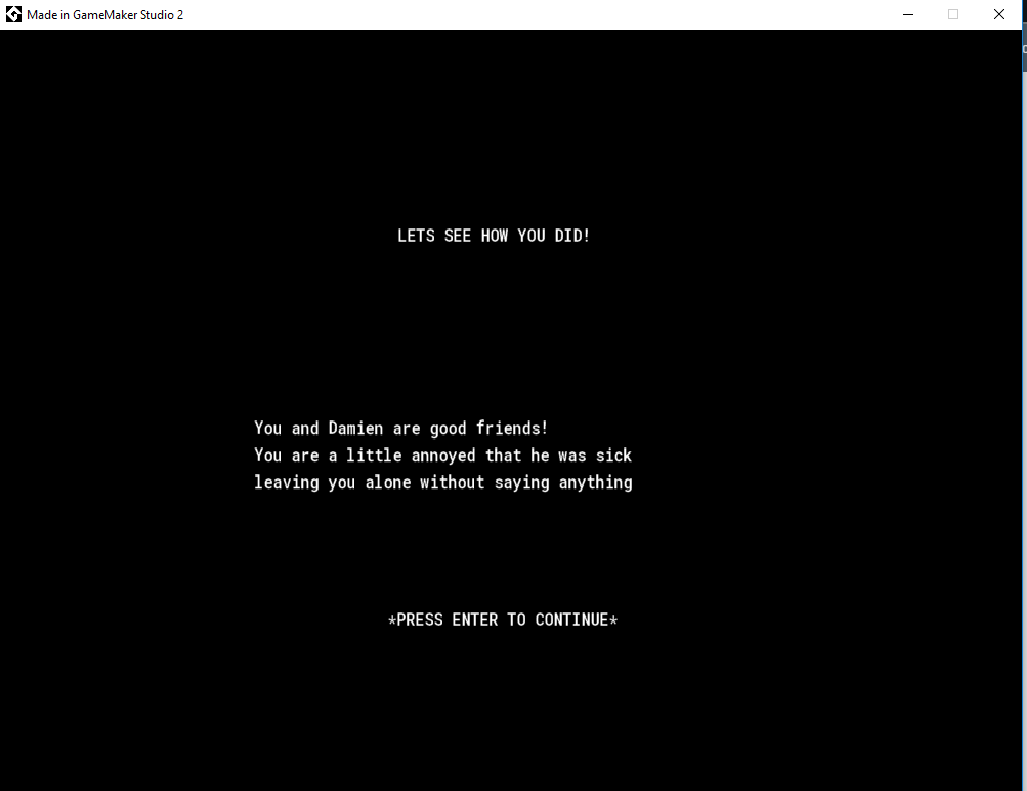 Made in GameMaker Studio 2
LETS SEE HOW YOU DID!
You and Damien are good friends!
You are a little annoyed that he was sick
leaving you alone without saying anything
*PRESS ENTER TO CONTINUE*